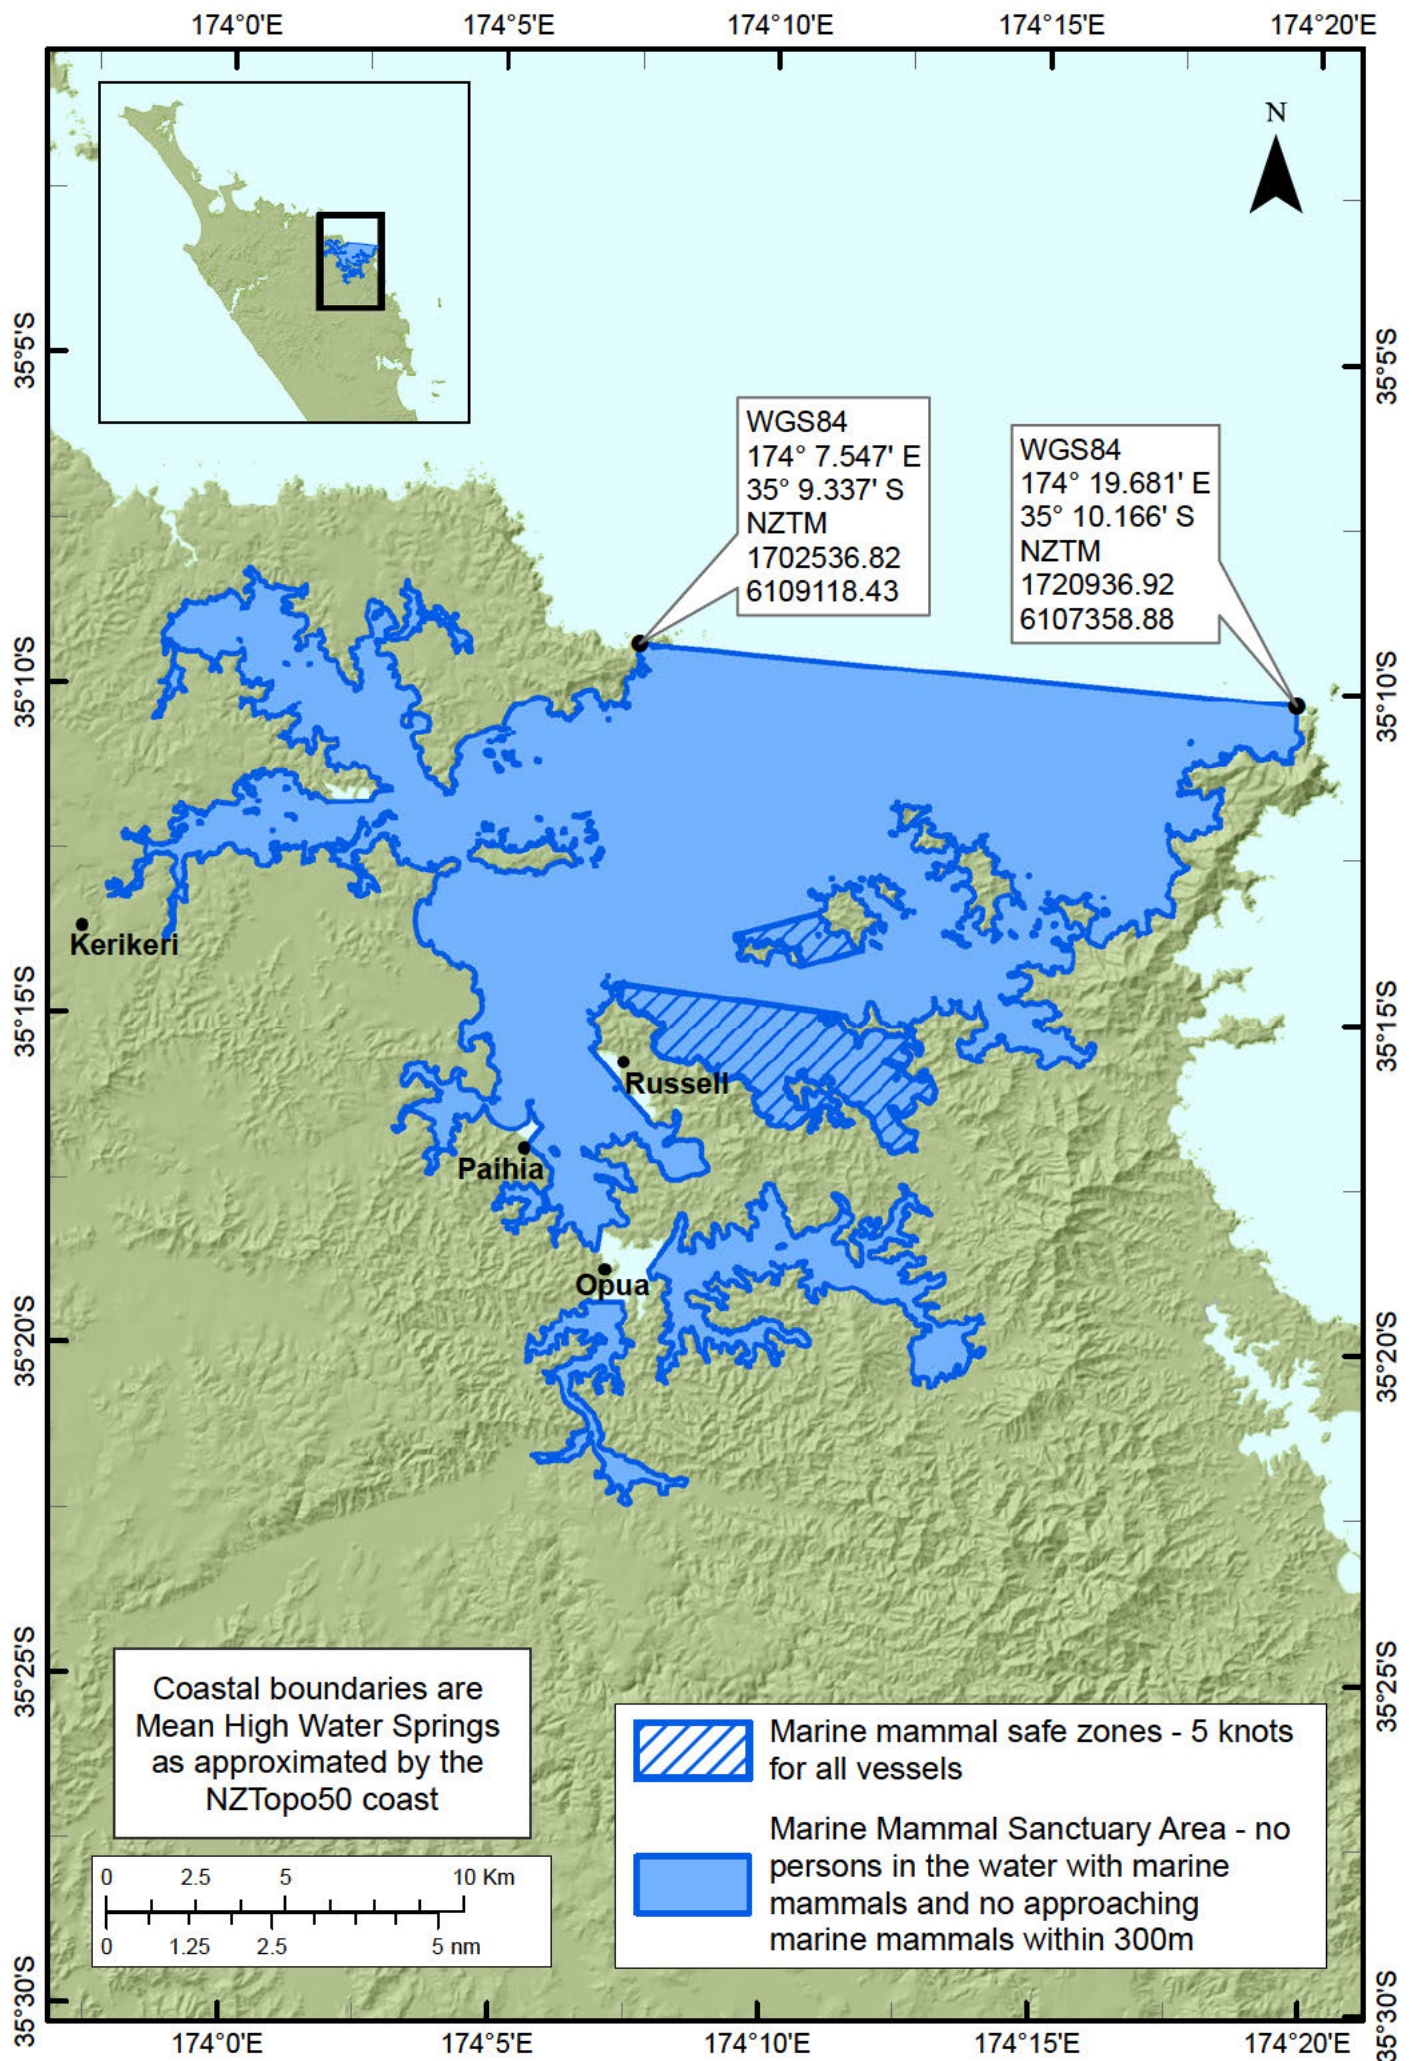 174°0'E
174°5'E
174°10'E
174°15'E
174°20'E
N
35°5'S
35°5'S
WGS84
174° 7.547' E
35° 9.337' S
NZTM
1702536.82
6109118.43
WGS84
174° 19.681' E
35° 10.166' S
NZTM
1720936.92
6107358.88
35°10'S
35°10'S
Kerikeri
35°15'S
35°15'S
Russell
Paihia
Opua
35°20'S
35°20'S
35°25'S
35°25'S
Coastal boundaries are
Mean High Water Springs
as approximated by the
NZTopo50 coast
Marine mammal safe zones - 5 knots
for all vessels
Marine Mammal Sanctuary Area - no
persons in the water with marine
mammals and no approaching
marine mammals within 300m
0 2.5 5 10 Km
0 1.25 2.5 5 nm
35°30'S
35°30'S
174°0'E
174°5'E
174°10'E
174°15'E
174°20'E